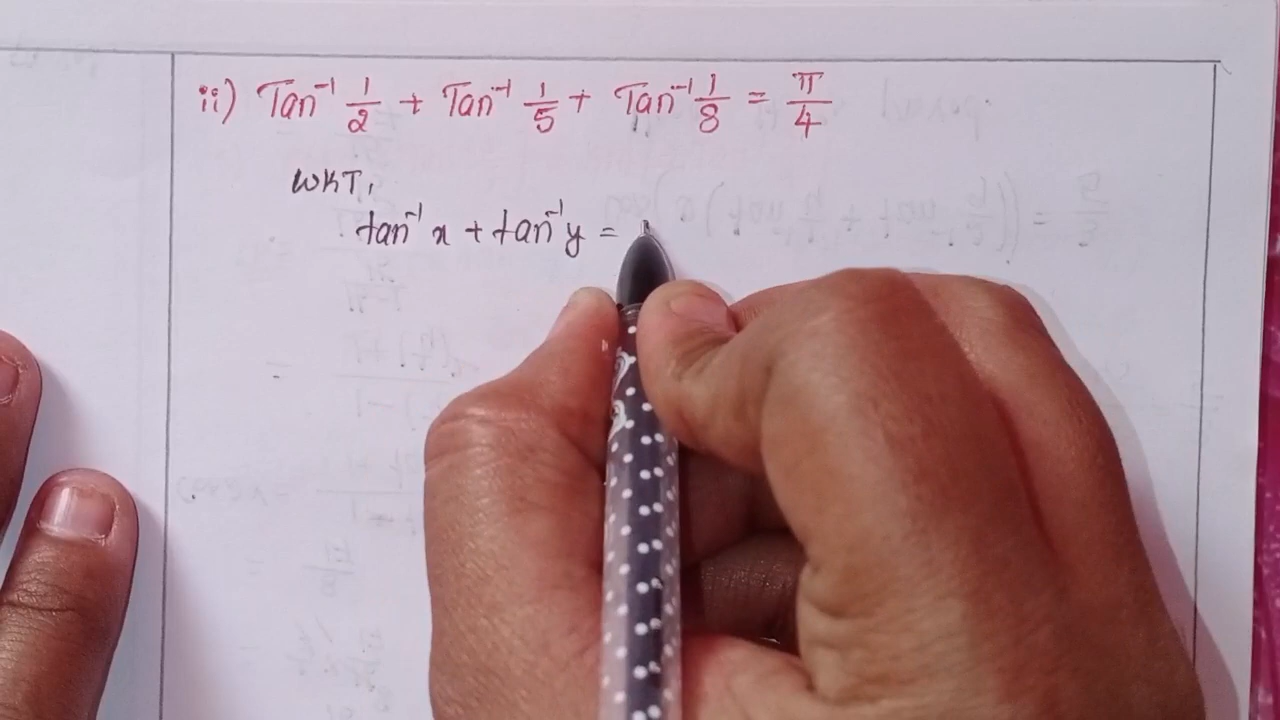 ii) Tan⁻¹ 1/2 + Tan⁻¹ 1/5 + Tan⁻¹ 1/8 = π/4
WKT,
tan⁻¹ x + tan⁻¹ y =